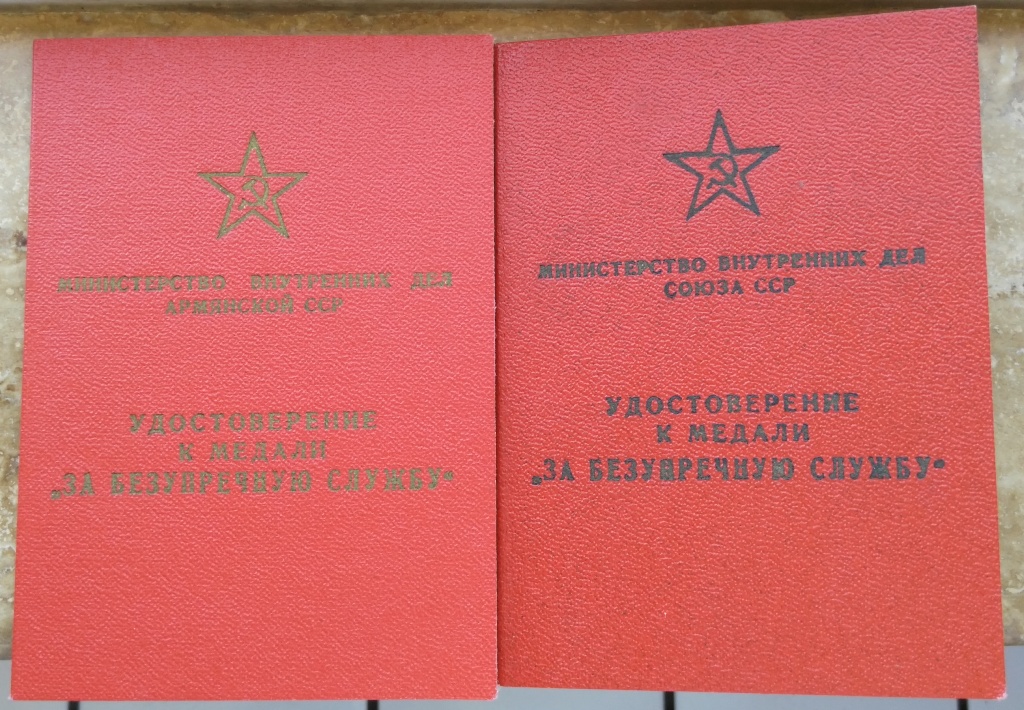 МИНИСТЕРСТВО ВНУТРЕННИХ ДЕЛ
АРМЯНСКОЙ ССР
УДОСТОВЕРЕНИЕ
К МЕДАЛИ
„ЗА БЕЗУПРЕЧНУЮ СЛУЖБУ“
МИНИСТЕРСТВО ВНУТРЕННИХ ДЕЛ
СОЮЗА ССР
УДОСТОВЕРЕНИЕ
К МЕДАЛИ
„ЗА БЕЗУПРЕЧНУЮ СЛУЖБУ“